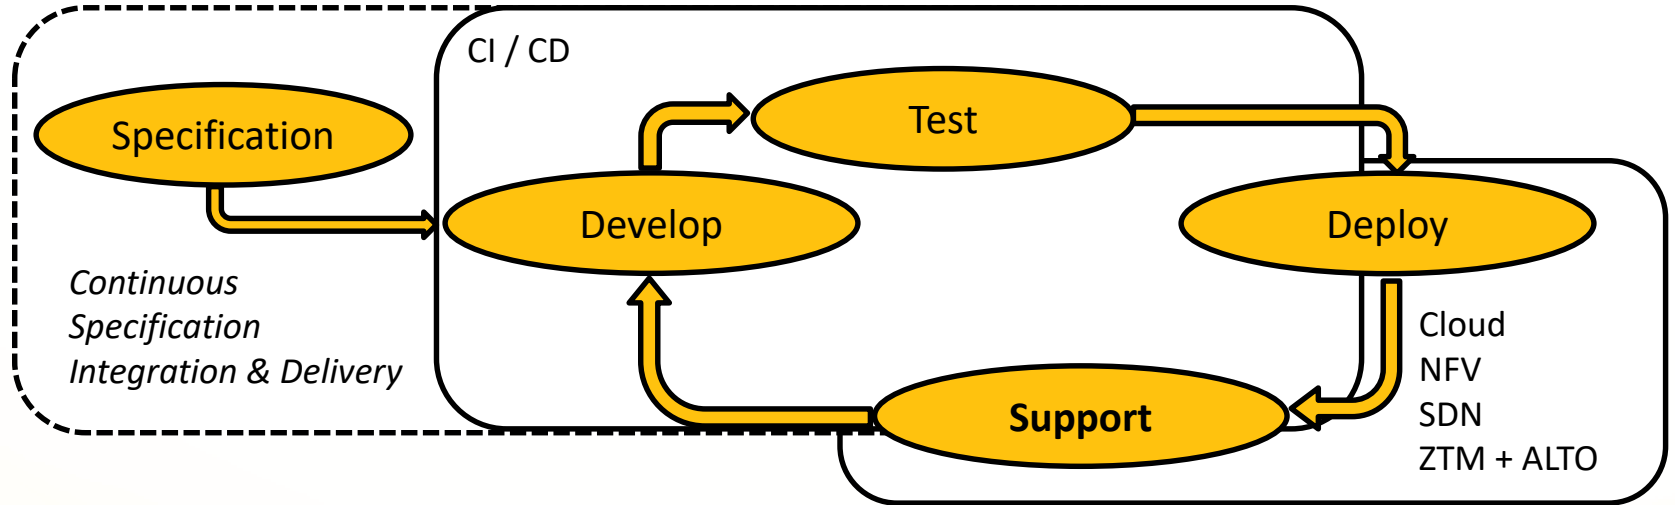 CI / CD
Specification
Test
Develop
Deploy
Continuous
Specification
Integration & Delivery
Support
Cloud
NFV
SDN
ZTM + ALTO